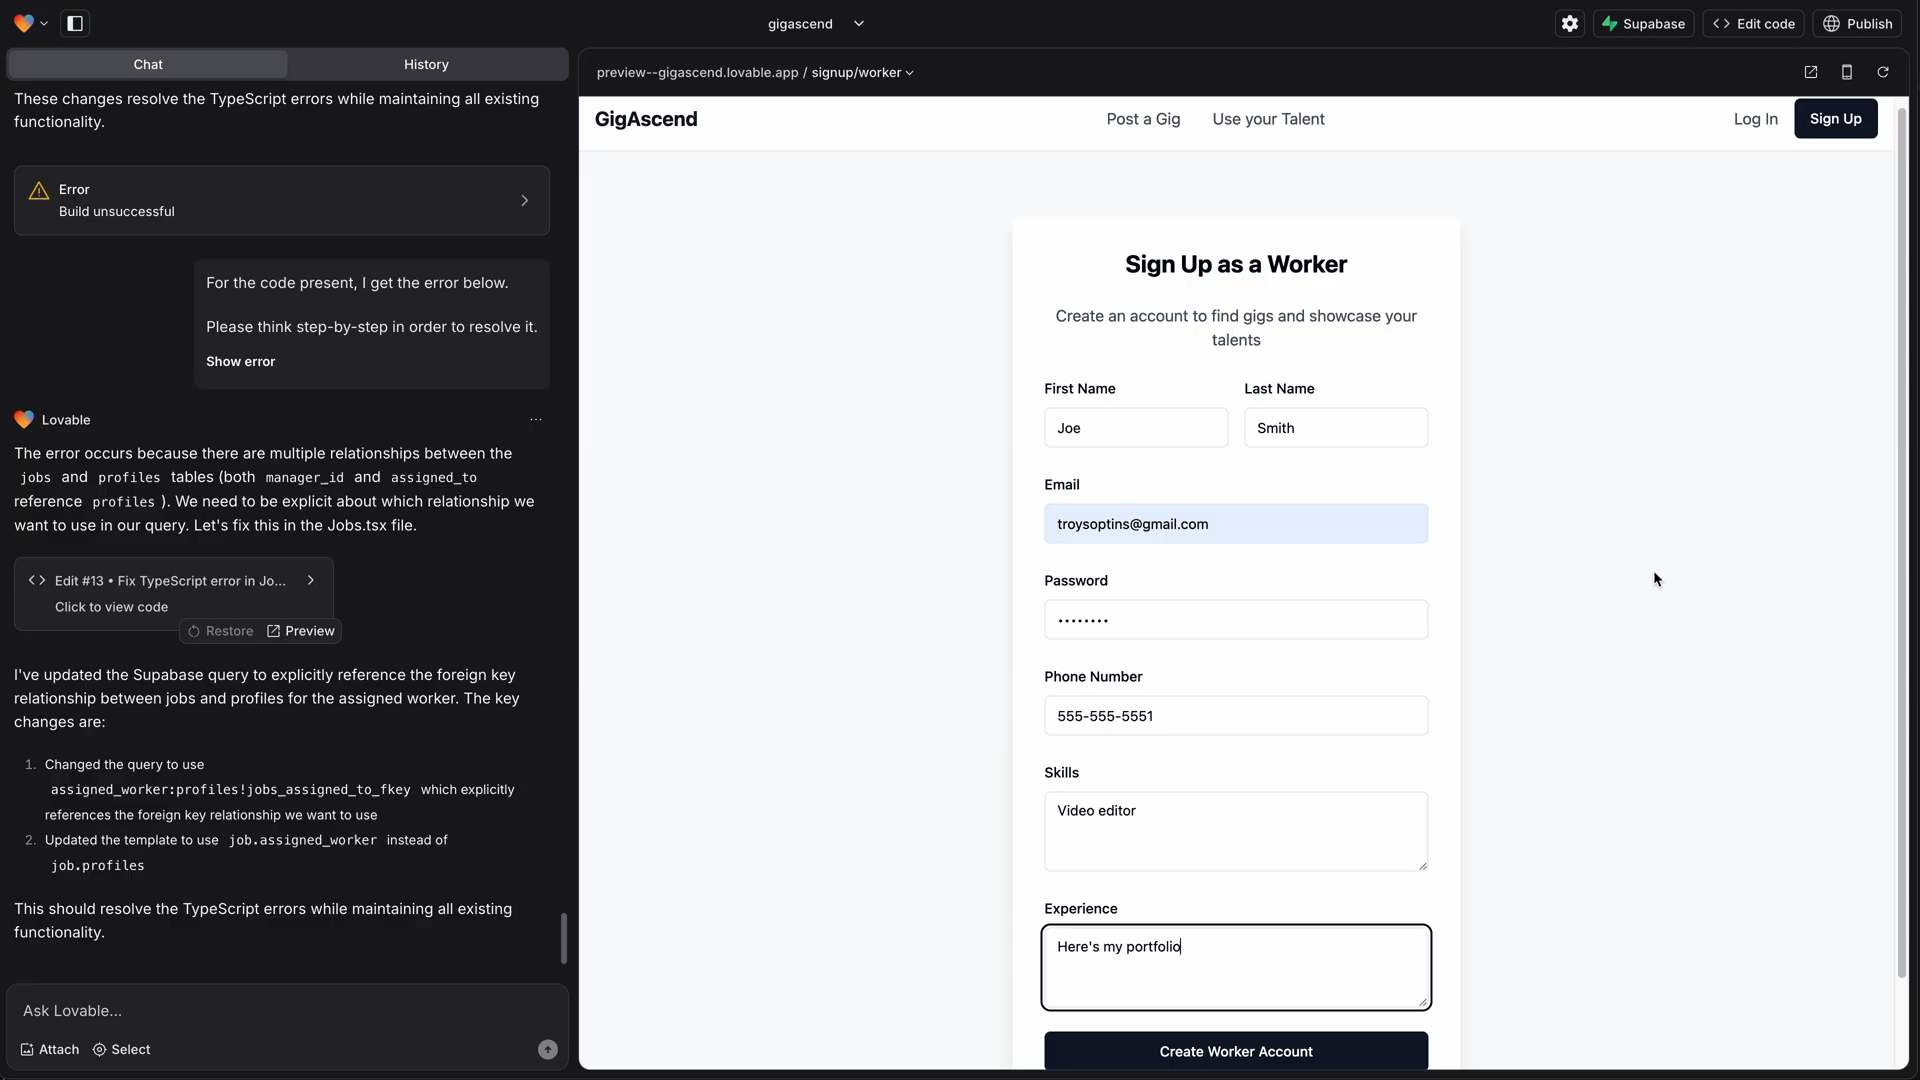 gigascend
Supabase
Edit code
Publish
Chat
History
These changes resolve the TypeScript errors while maintaining all existing
functionality.
Error
Build unsuccessful
For the code present, I get the error below.
Please think step-by-step in order to resolve it.
Show error
Lovable
The error occurs because there are multiple relationships between the
jobs and profiles tables (both manager_id and assigned_to
reference profiles ). We need to be explicit about which relationship we
want to use in our query. Let's fix this in the Jobs.tsx file.
Edit #13 • Fix TypeScript error in Jo...
Click to view code
Restore
Preview
I've updated the Supabase query to explicitly reference the foreign key
relationship between jobs and profiles for the assigned worker. The key
changes are:
1. Changed the query to use
assigned_worker:profiles!jobs_assigned_to_fkey which explicitly
references the foreign key relationship we want to use
2. Updated the template to use job.assigned_worker instead of
job.profiles
This should resolve the TypeScript errors while maintaining all existing
functionality.
Ask Lovable...
Attach
Select
preview--gigascend.lovable.app / signup/worker
GigAscend
Post a Gig
Use your Talent
Log In
Sign Up
Sign Up as a Worker
Create an account to find gigs and showcase your
talents
First Name
Last Name
Joe
Smith
Email
troysoptins@gmail.com
Password
••••••••
Phone Number
555-555-5551
Skills
Video editor
Experience
Here's my portfolio
Create Worker Account